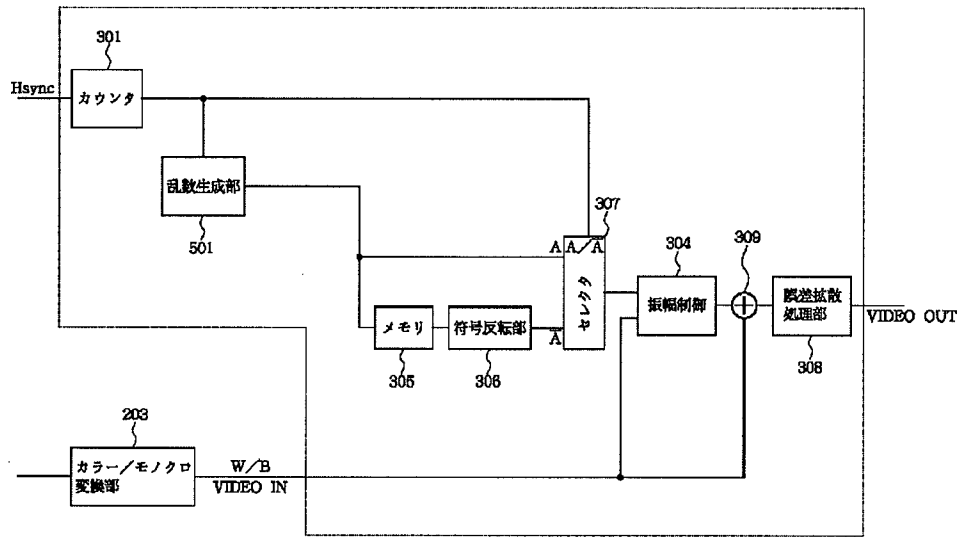 301
Hsync
カウンタ
乱数生成部
501
307
A A／A
セレクタ
A
304
振幅制御
309
誤差拡散
処理部
308
VIDEO OUT
メモリ
305
符号反転部
306
203
カラー／モノクロ
変換部
W／B
VIDEO IN